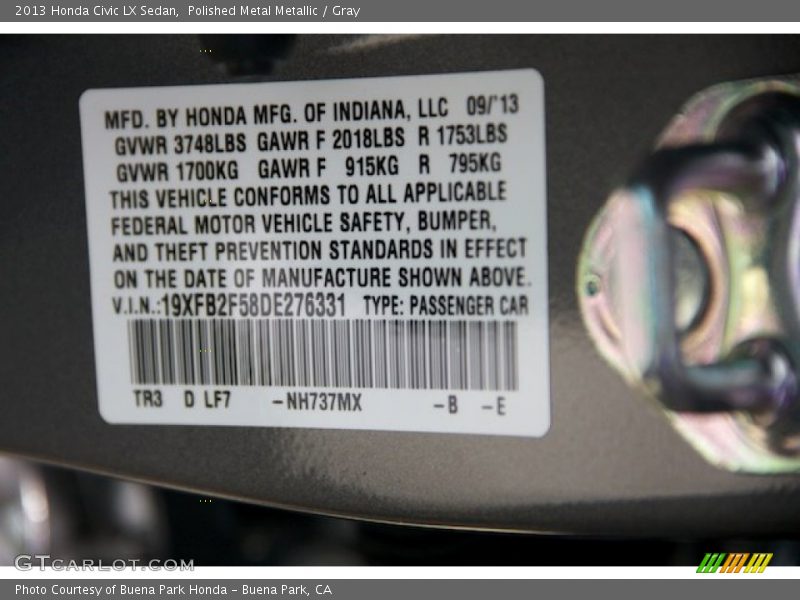 2013 Honda Civic LX Sedan,  Polished Metal Metallic / Gray
MFD. BY HONDA MFG. OF INDIANA, LLC 09/'13
GVWR 3748LBS GAWR F 2018LBS R 1753LBS
GVWR 1700KG GAWR F 915KG R 795KG
THIS VEHICLE CONFORMS TO ALL APPLICABLE
FEDERAL MOTOR VEHICLE SAFETY, BUMPER,
AND THEFT PREVENTION STANDARDS IN EFFECT
ON THE DATE OF MANUFACTURE SHOWN ABOVE.
V.I.N.:19XFB2F58DE276331 TYPE: PASSENGER CAR
TR3 D LF7 -NH737MX -B -E
GTCARLOT.COM
Photo Courtesy of Buena Park Honda - Buena Park, CA